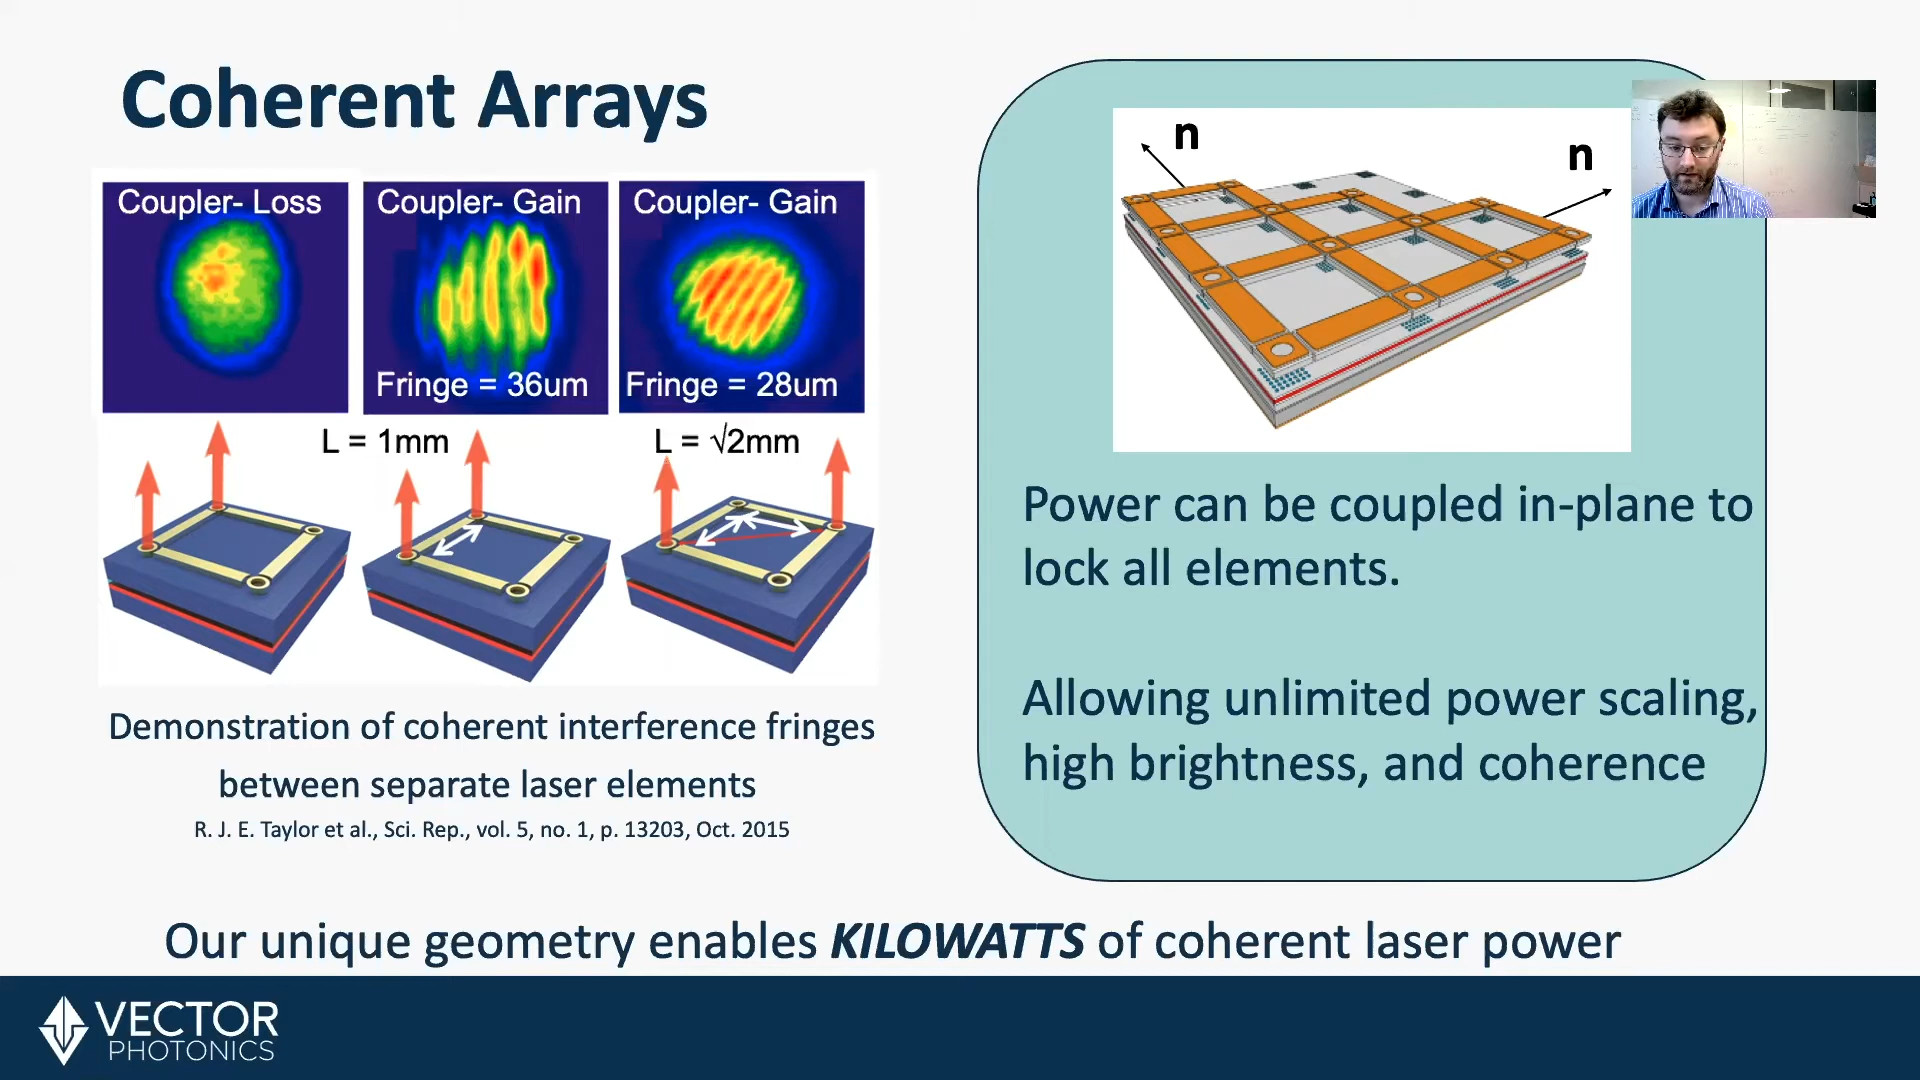 Coherent Arrays
Coupler- Loss
Coupler- Gain
Coupler- Gain
Fringe = 36um
Fringe = 28um
L = 1mm
L = √2mm
Demonstration of coherent interference fringes
between separate laser elements
R. J. E. Taylor et al., Sci. Rep., vol. 5, no. 1, p. 13203, Oct. 2015
n
n
Power can be coupled in-plane to
lock all elements.
Allowing unlimited power scaling,
high brightness, and coherence
Our unique geometry enables KILOWATTS of coherent laser power
VECTOR
PHOTONICS